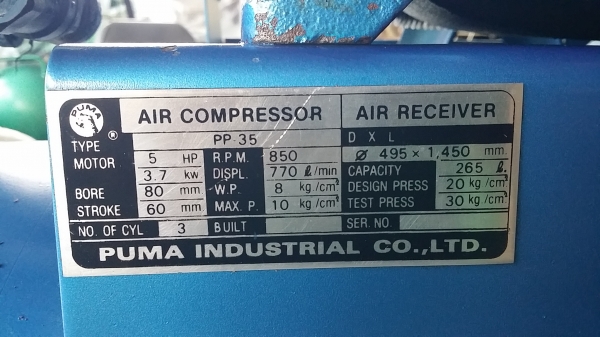 PUMA
®
AIR COMPRESSOR
TYPE PP 35
MOTOR 5 HP R.P.M. 850
3.7 kw DISPL. 770 ℓ/min
BORE 80 mm W.P. 8 kg/cm²
STROKE 60 mm MAX. P. 10 kg/cm²
NO. OF CYL 3 BUILT
AIR RECEIVER
D X L
Ø 495 x 1,450 mm
CAPACITY 265 ℓ.
DESIGN PRESS 20 kg/cm²
TEST PRESS 30 kg/cm²
SER. NO.
PUMA INDUSTRIAL CO.,LTD.